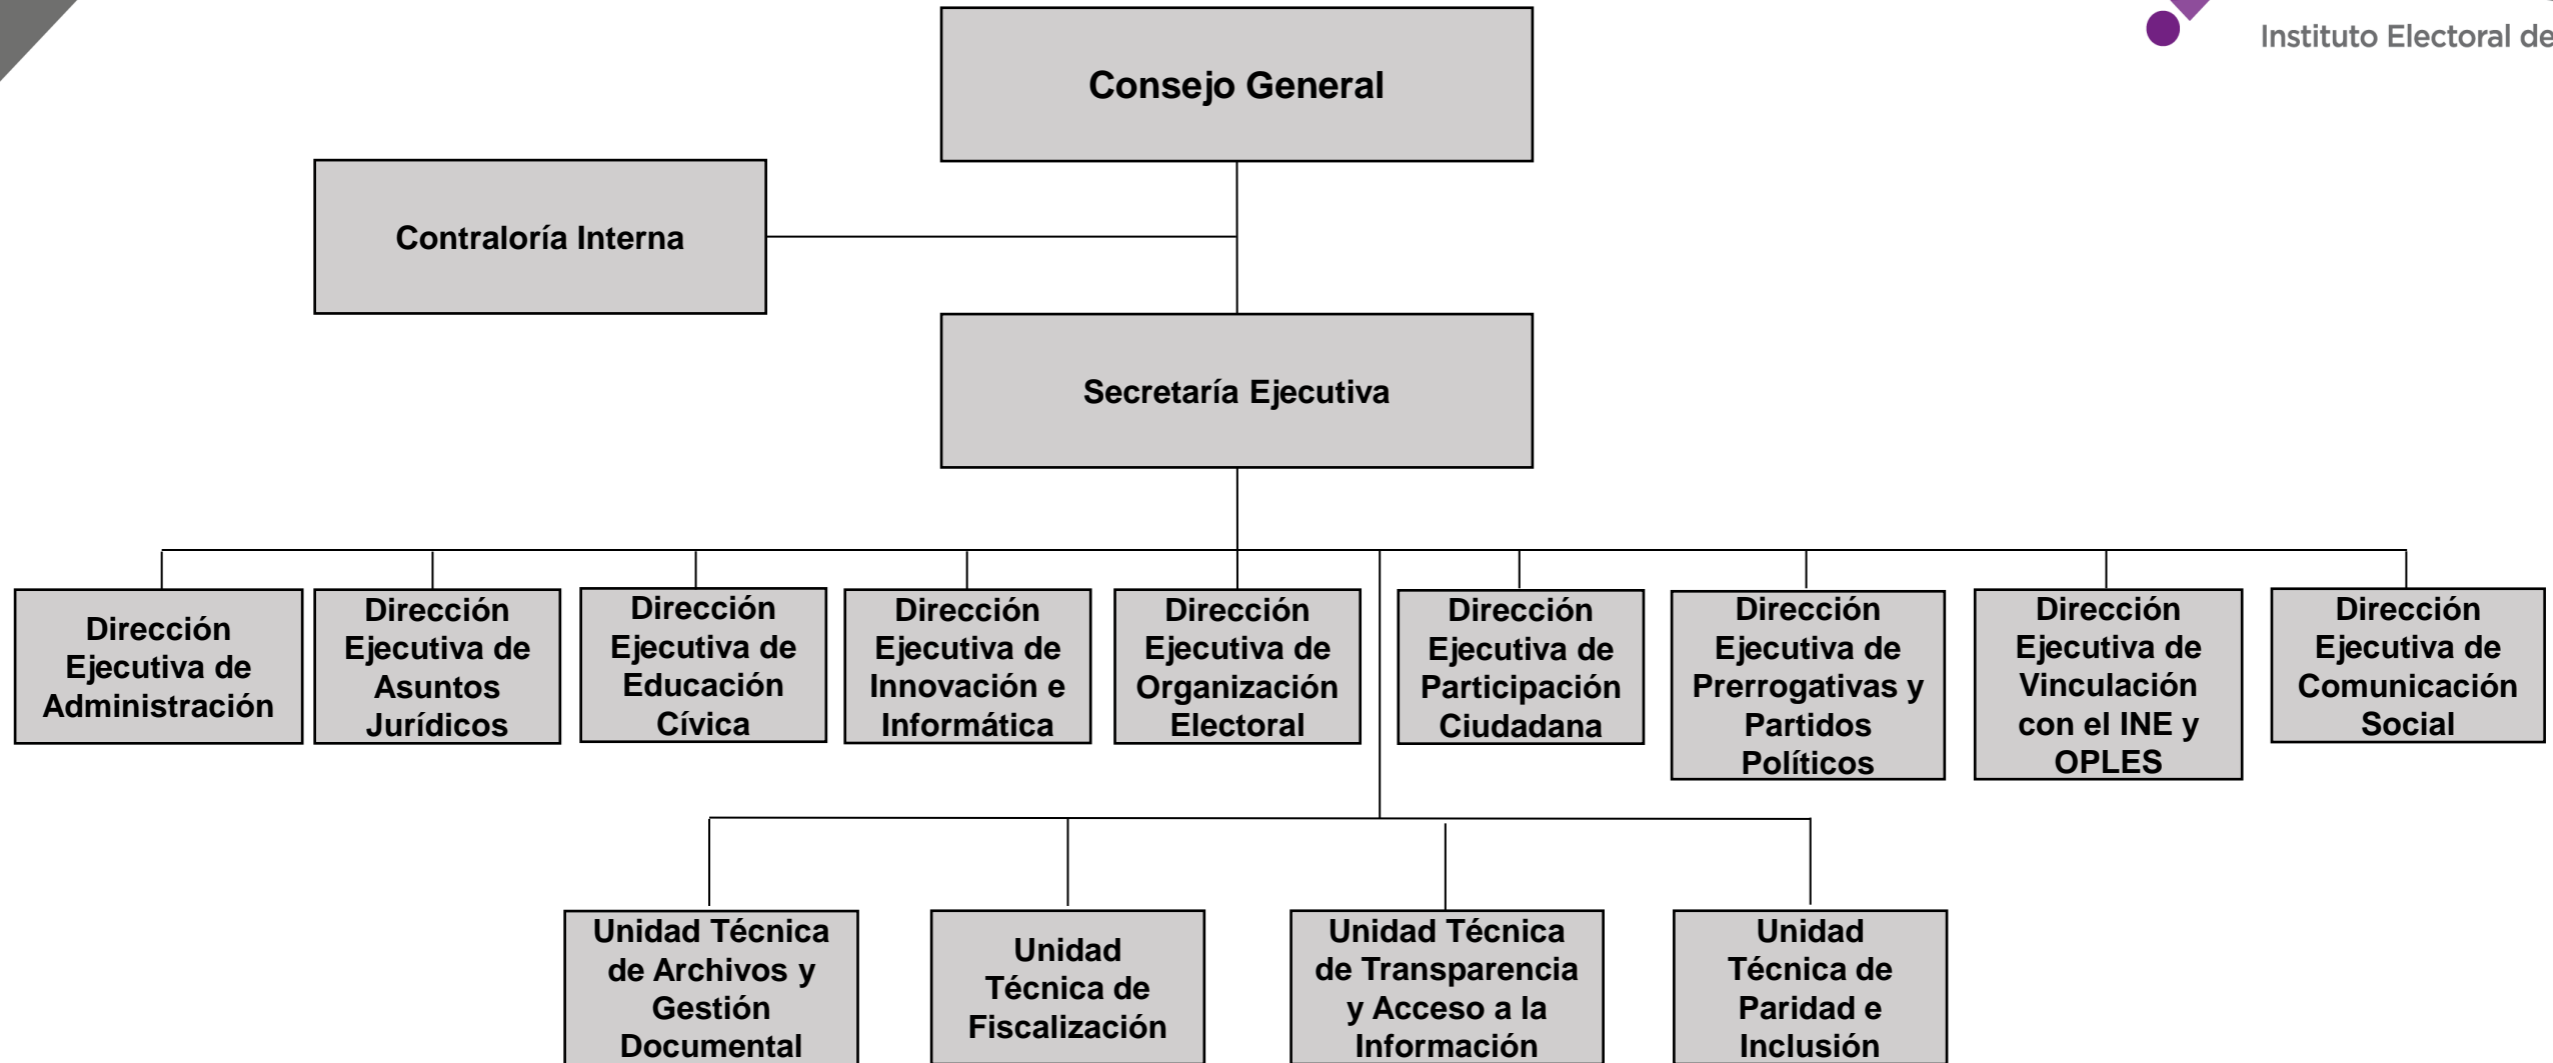 Instituto Electoral de
Consejo General
Contraloría Interna
Secretaría Ejecutiva
Dirección
Ejecutiva de
Administración
Dirección
Ejecutiva de
Asuntos
Jurídicos
Dirección
Ejecutiva de
Educación
Cívica
Dirección
Ejecutiva de
Innovación e
Informática
Dirección
Ejecutiva de
Organización
Electoral
Dirección
Ejecutiva de
Participación
Ciudadana
Dirección
Ejecutiva de
Prerrogativas y
Partidos
Políticos
Dirección
Ejecutiva de
Vinculación
con el INE y
OPLES
Dirección
Ejecutiva de
Comunicación
Social
Unidad Técnica
de Archivos y
Gestión
Documental
Unidad
Técnica de
Fiscalización
Unidad Técnica
de Transparencia
y Acceso a la
Información
Unidad
Técnica de
Paridad e
Inclusión